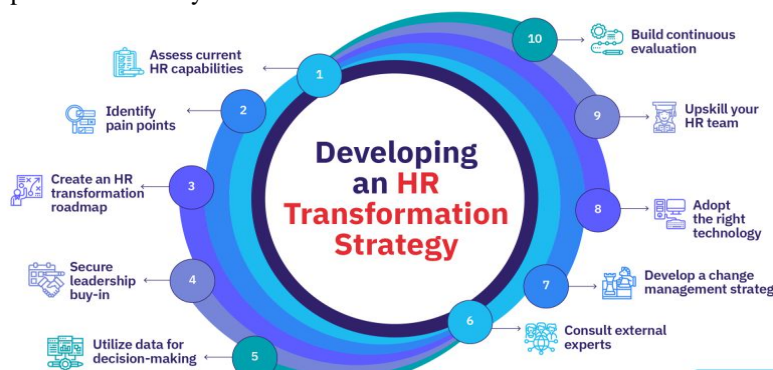 Developing
an HR
Transformation
Strategy
1
Assess current
HR capabilities
2
Identify
pain points
3
Create an HR
transformation
roadmap
4
Secure
leadership
buy-in
5
Utilize data for
decision-making
6
Consult external
experts
7
Develop a change
management strateg
8
Adopt
the right
technology
9
Upskill your
HR team
10
Build continuous
evaluation